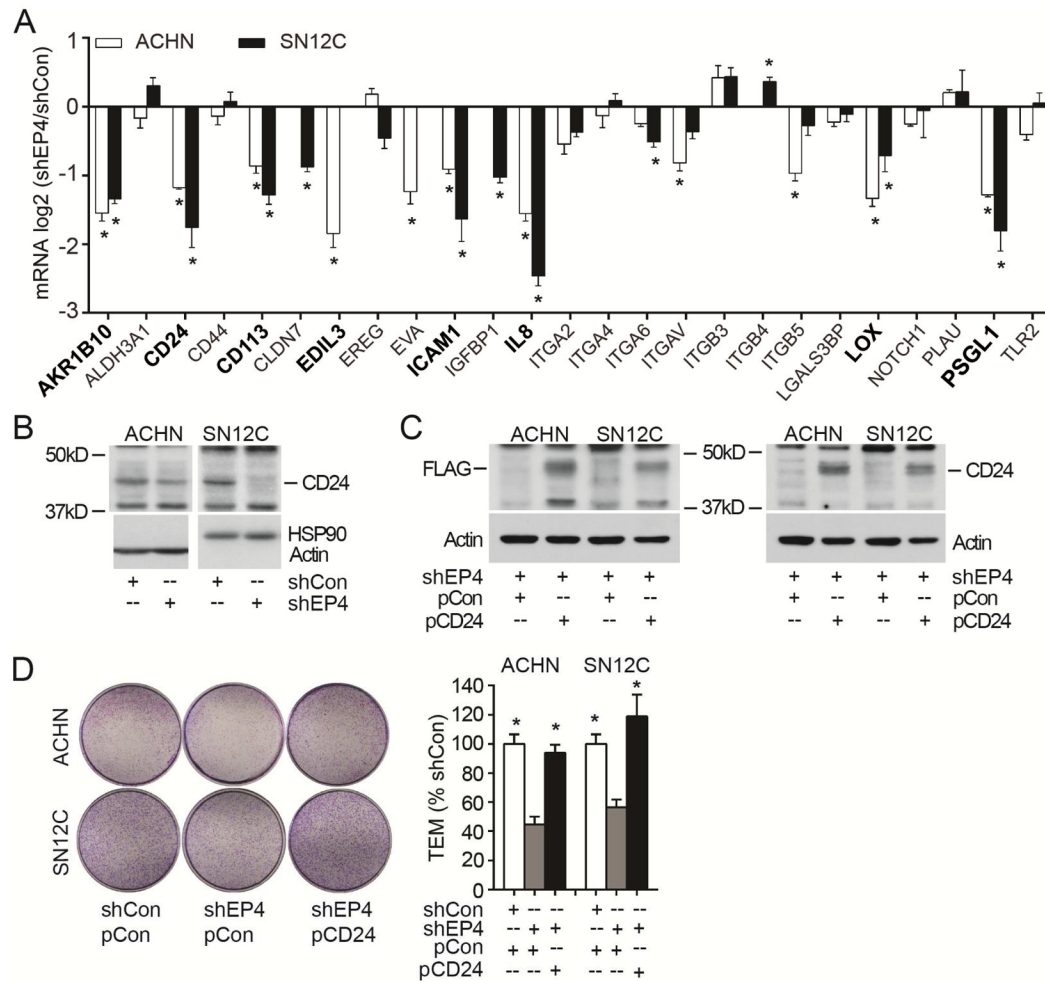 A
ACHN SN12C
mRNA log2 (shEP4/shCon)
1
0
-1
-2
-3
* * * * * * * * * * * * * * * * * * * * * *
AKR1B10 ALDH3A1 CD24 CD44 CD113 CLDN7 EDIL3 EREG EVA ICAM1 IGFBP1 IL8 ITGA2 ITGA4 ITGA6 ITGAV ITGB3 ITGB4 ITGB5 LGALS3BP LOX NOTCH1 PLAU PSGL1 TLR2
B
ACHN SN12C
50kD
CD24
37kD
HSP90
Actin
+ -- + -- shCon
-- + -- + shEP4
C
ACHN SN12C
FLAG
50kD
37kD
Actin
shEP4 + + + +
pCon + -- + --
pCD24 -- + -- +
ACHN SN12C
CD24
Actin
+ + + + shEP4
+ -- + -- pCon
-- + -- + pCD24
D
ACHN
SN12C
shCon shEP4 shEP4
pCon pCon pCD24
ACHN SN12C
TEM (% shCon)
140
120
100
80
60
40
20
0
* * * *
shCon + -- -- + -- --
shEP4 -- + + -- + +
pCon + + -- + + --
pCD24 -- -- + -- -- +